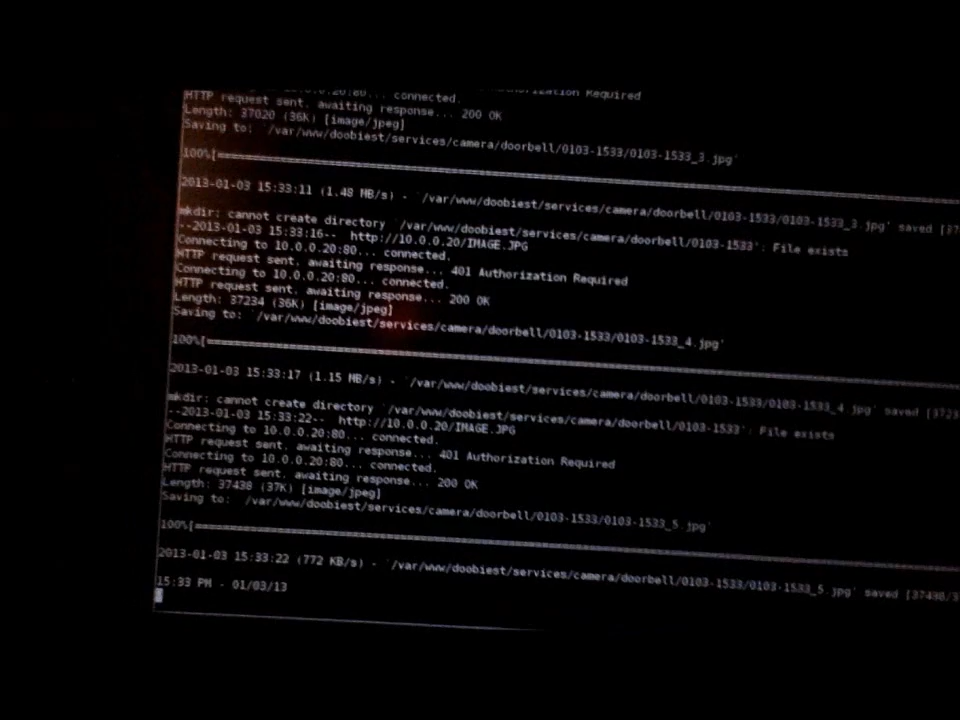 0.20:80... connected. Authorization Required
HTTP request sent, awaiting response... 200 OK
Length: 37020 (36K) [image/jpeg]
Saving to: `/var/www/doobiest/services/camera/doorbell/0103-1533/0103-1533_3.jpg'
100%[=====================================
2013-01-03 15:33:11 (1.48 MB/s) - `/var/www/doobiest/services/camera/doorbell/0103-1533/0103-1533_3.jpg' saved [37
mkdir: cannot create directory `/var/www/doobiest/services/camera/doorbell/0103-1533': File exists
--2013-01-03 15:33:16-- http://10.0.0.20/IMAGE.JPG
Connecting to 10.0.0.20:80... connected.
HTTP request sent, awaiting response... 401 Authorization Required
Connecting to 10.0.0.20:80... connected.
HTTP request sent, awaiting response... 200 OK
Length: 37234 (36K) [image/jpeg]
Saving to: `/var/www/doobiest/services/camera/doorbell/0103-1533/0103-1533_4.jpg'
100%[=====================================
2013-01-03 15:33:17 (1.15 MB/s) - `/var/www/doobiest/services/camera/doorbell/0103-1533/0103-1533_4.jpg' saved [3723
mkdir: cannot create directory `/var/www/doobiest/services/camera/doorbell/0103-1533': File exists
--2013-01-03 15:33:22-- http://10.0.0.20/IMAGE.JPG
Connecting to 10.0.0.20:80... connected.
HTTP request sent, awaiting response... 401 Authorization Required
Connecting to 10.0.0.20:80... connected.
HTTP request sent, awaiting response... 200 OK
Length: 37438 (37K) [image/jpeg]
Saving to: `/var/www/doobiest/services/camera/doorbell/0103-1533/0103-1533_5.jpg'
100%[=====================================
2013-01-03 15:33:22 (772 KB/s) - `/var/www/doobiest/services/camera/doorbell/0103-1533/0103-1533_5.jpg' saved [37438/3
15:33 PM - 01/03/13